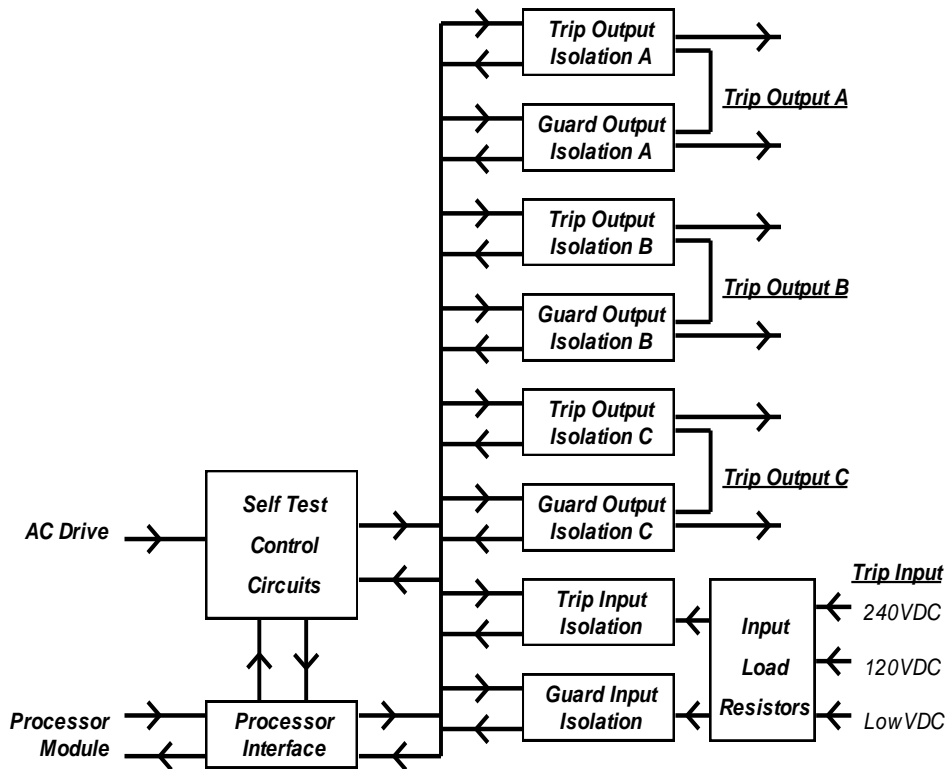 Trip Output
Isolation A
Trip Output A
Guard Output
Isolation A
Trip Output
Isolation B
Trip Output B
Guard Output
Isolation B
Trip Output
Isolation C
Trip Output C
Guard Output
Isolation C
AC Drive
Self Test
Control
Circuits
Trip Input
Isolation
Guard Input
Isolation
Input
Load
Resistors
Trip Input
240VDC
120VDC
LowVDC
Processor
Module
Processor
Interface